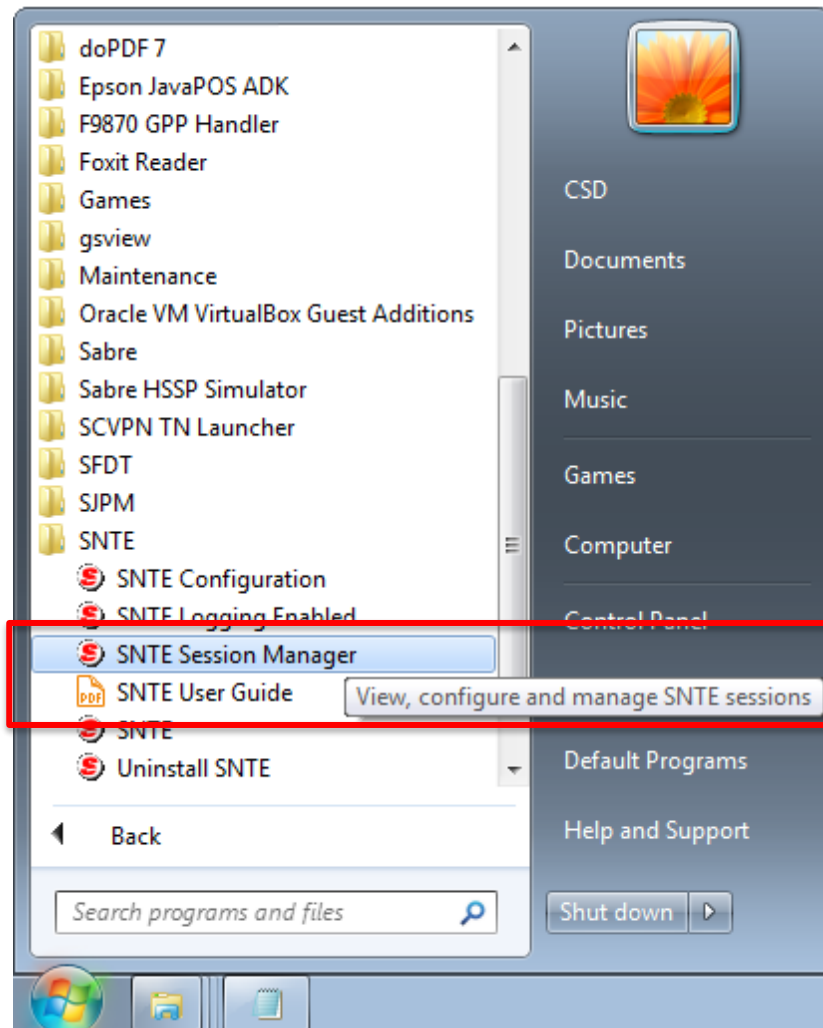 doPDF 7
Epson JavaPOS ADK
F9870 GPP Handler
Foxit Reader
Games
gsview
Maintenance
Oracle VM VirtualBox Guest Additions
Sabre
Sabre HSSP Simulator
SCVPN TN Launcher
SFDT
SJPM
SNTE
SNTE Configuration
SNTE Logging Enabled
SNTE Session Manager
PDF SNTE User Guide
View, configure and manage SNTE sessions
SNTE
Uninstall SNTE
Back
Search programs and files
CSD
Documents
Pictures
Music
Games
Computer
Control Panel
Default Programs
Help and Support
Shut down